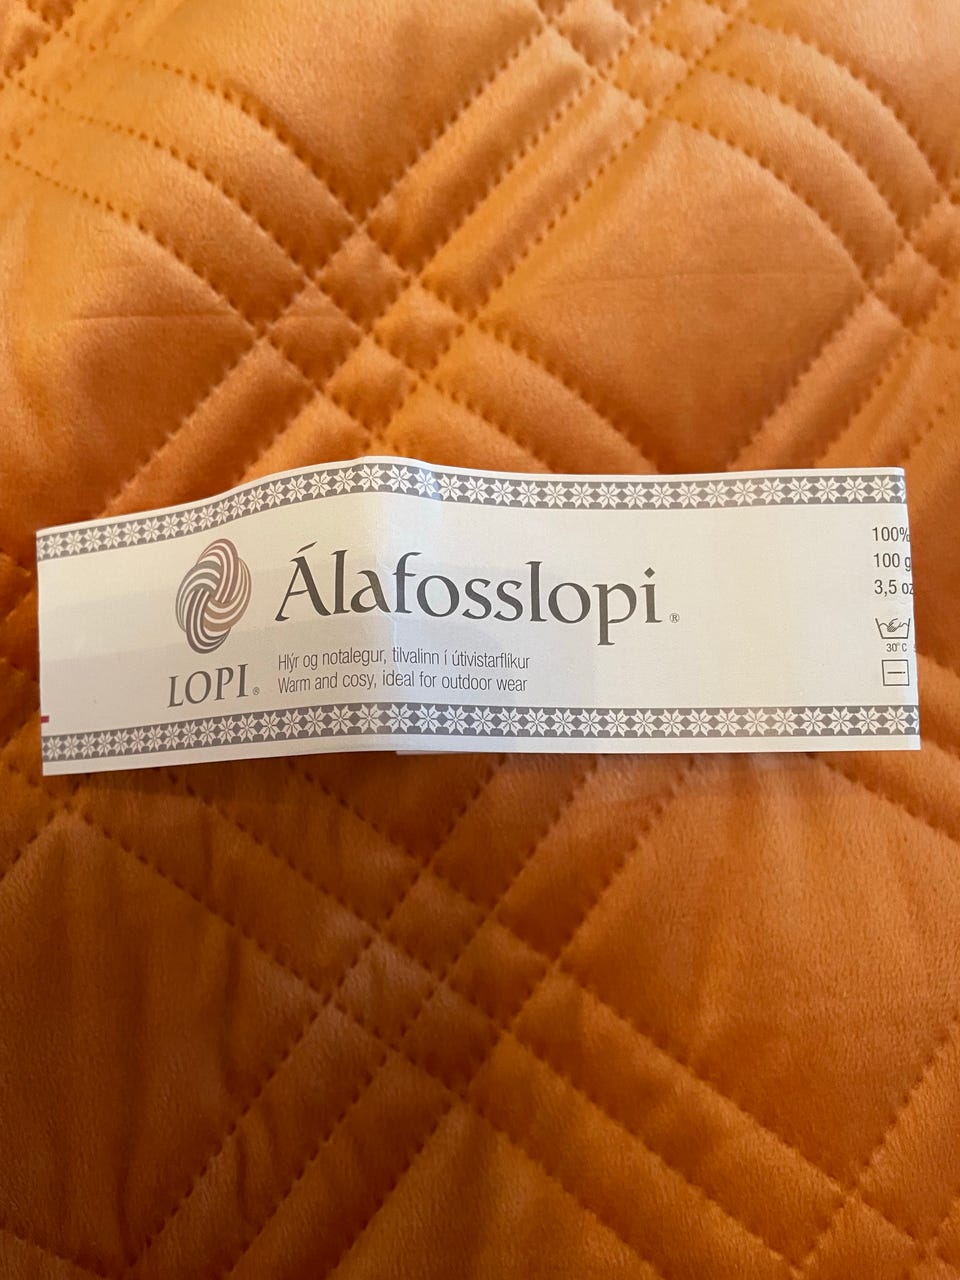 Álafosslopi®
LOPI®
Hlýr og notalegur, tilvalinn í útivistarflíkur
Warm and cosy, ideal for outdoor wear
100%
100 g
3,5 oz
30°C